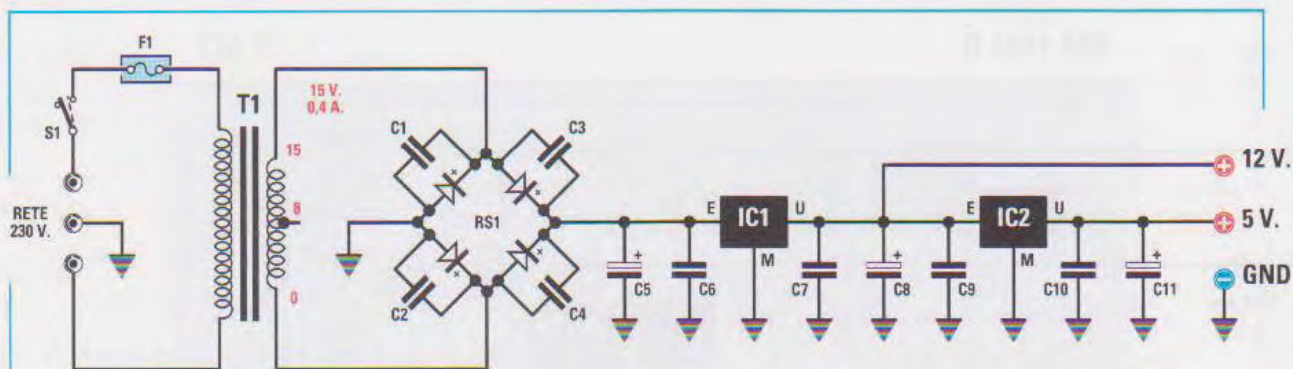 F1
S1
T1
15 V.
0,4 A.
15
8
0
RETE
230 V.
C1
C3
RS1
C2
C4
E
IC1
U
M
C5
C6
C7
C8
C9
E
IC2
U
M
C10
C11
12 V.
5 V.
GND